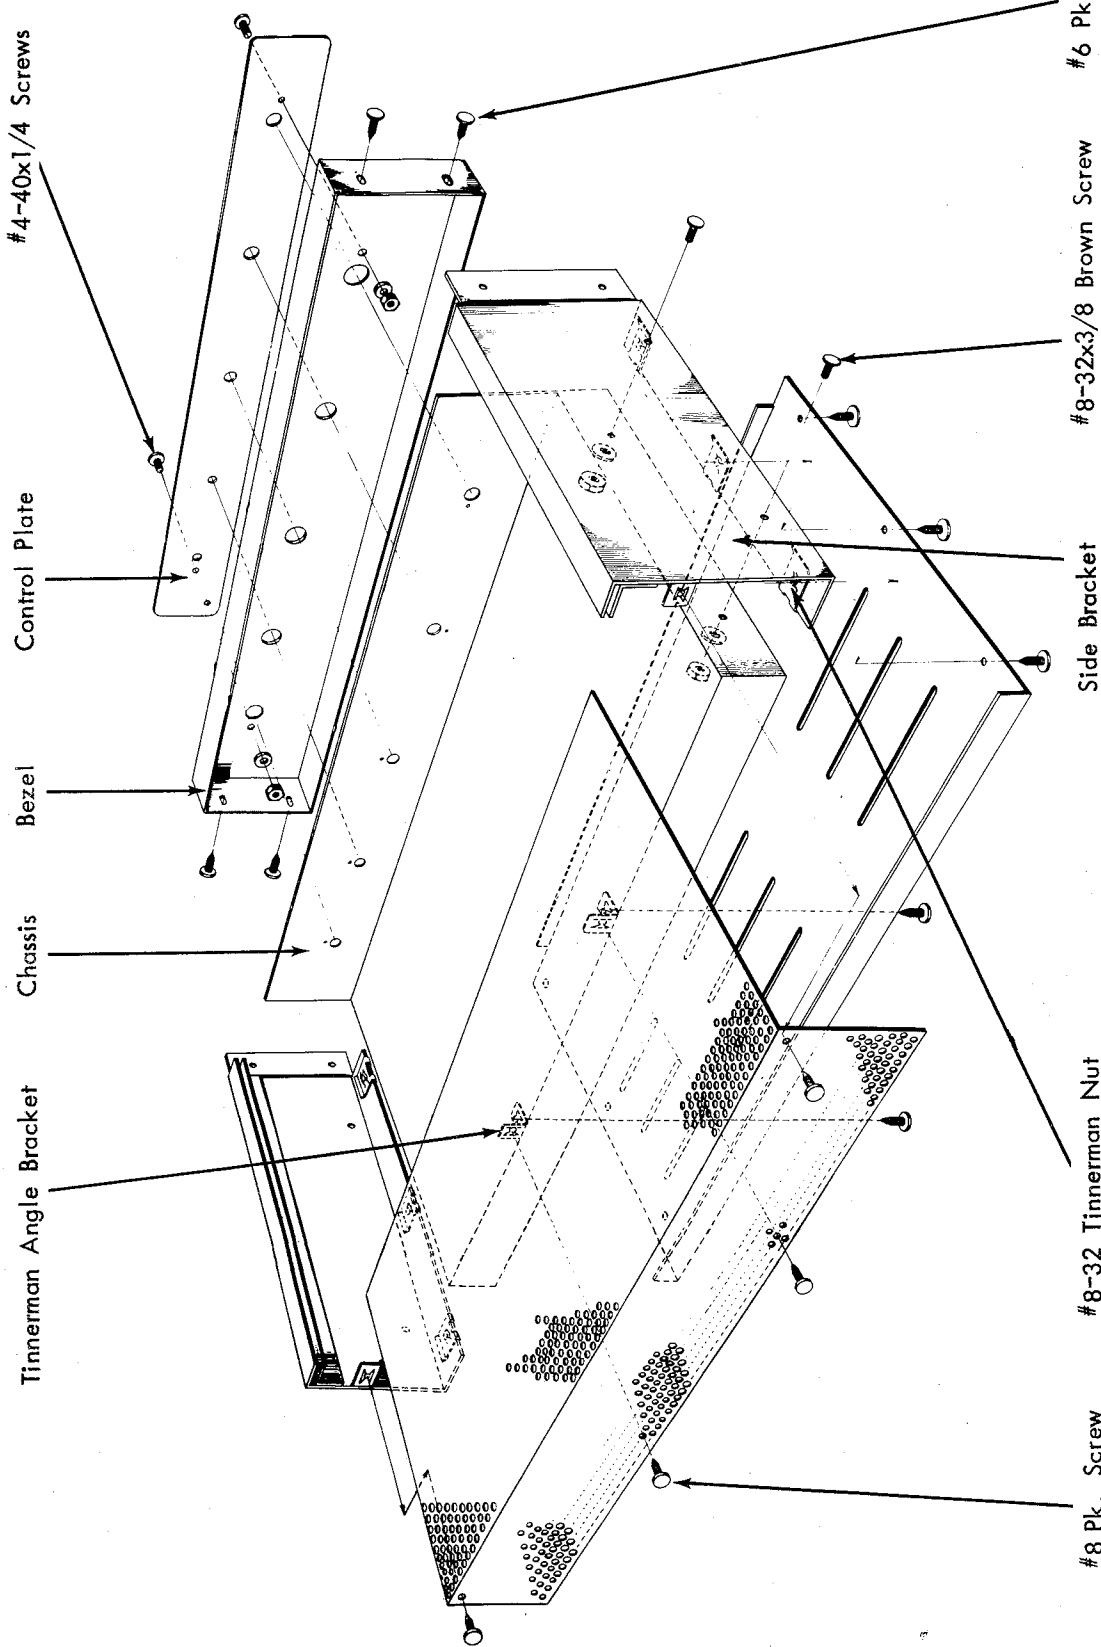 Tinnerman Angle Bracket
Chassis
Bezel
Control Plate
#4-40x1/4 Screws
#8 Pk. Screw
#8-32 Tinnerman Nut
Side Bracket
#8-32x3/8 Brown Screw
#6 Pk